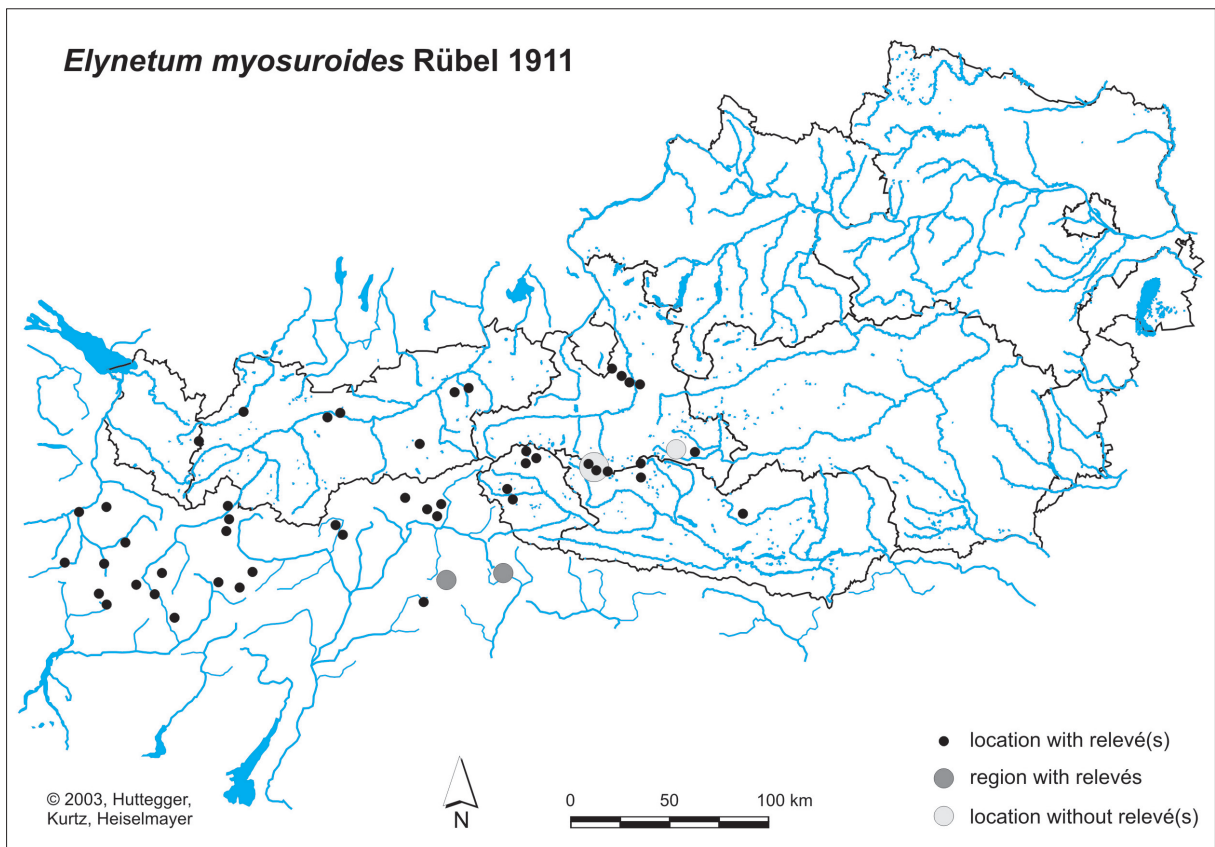 Elynetum myosuroides Rübel 1911
location with relevé(s)
region with relevés
location without relevé(s)
© 2003, Huttegger,
Kurtz, Heiselmayer
N
0 50 100 km